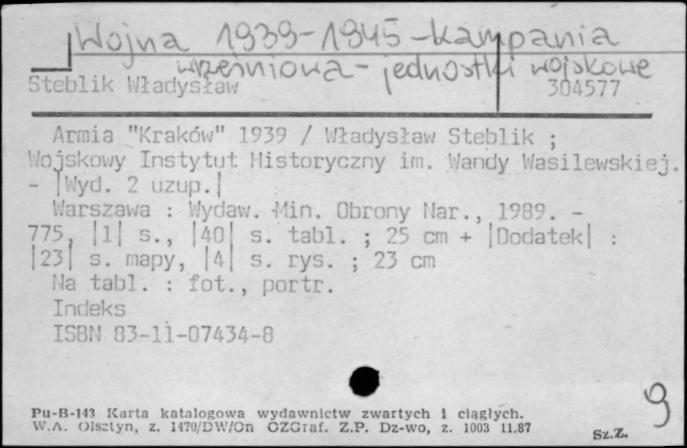 Wojna 1939-1945 - kampania
wrześniowa - jednostki wojskowe
Steblik Władysław 304577
Armia "Kraków" 1939 / Władysław Steblik ;
Wojskowy Instytut Historyczny im. Wandy Wasilewskiej.
- |Wyd. 2 uzup.|
Warszawa : Wydaw. Min. Obrony Nar., 1989. -
775, |1| s., |40| s. tabl. ; 25 cm + |Dodatek| :
|23| s. mapy, |4| s. rys. ; 23 cm
Na tabl. : fot., portr.
Indeks
ISBN 83-11-07434-8
9
Pu-B-143 Karta katalogowa wydawnictw zwartych i ciągłych.
W.A. Olsztyn, z. 1470/DW/Cn OZGraf. Z.P. Dz-wo, z. 1003 11.87
Sz.Z.